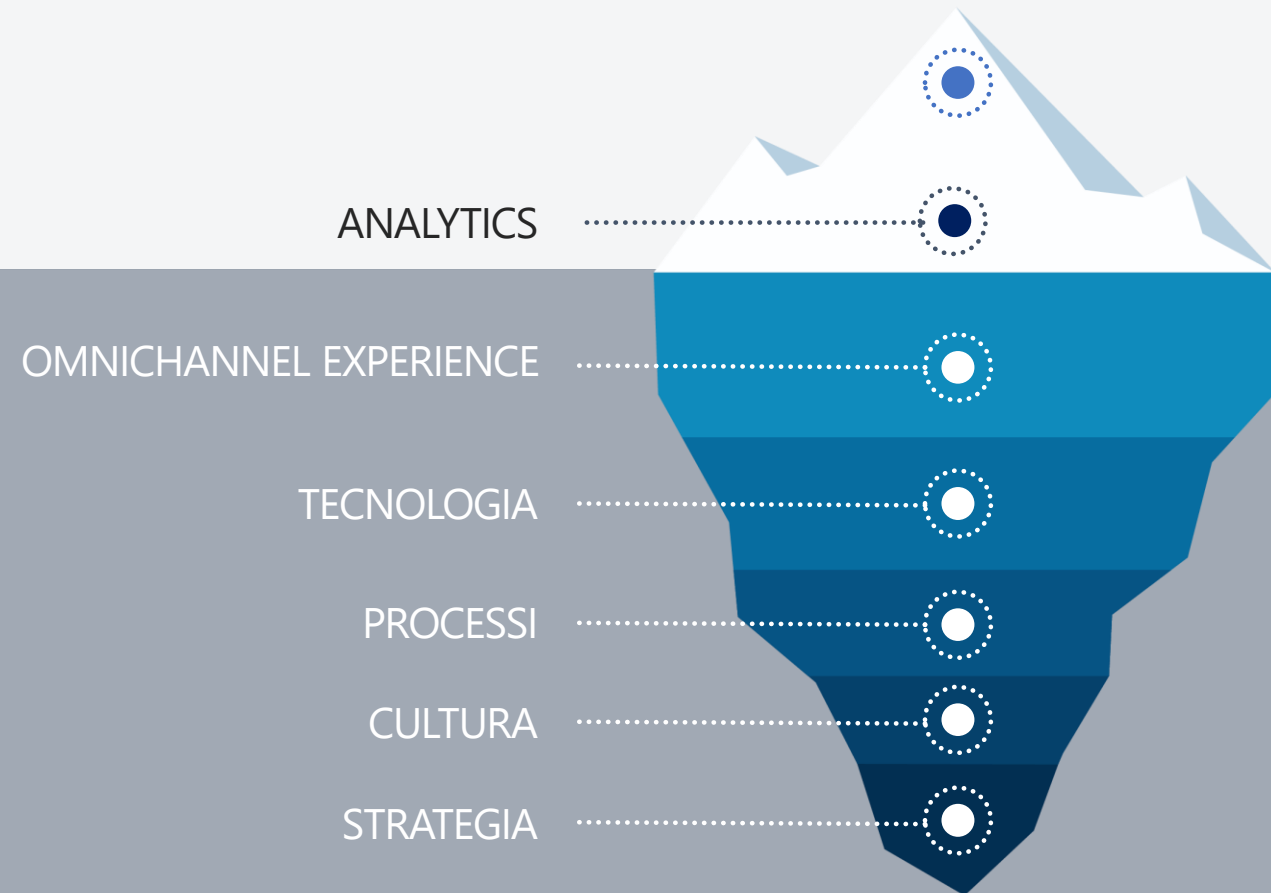 ANALYTICS
OMNICHANNEL EXPERIENCE
TECNOLOGIA
PROCESSI
CULTURA
STRATEGIA